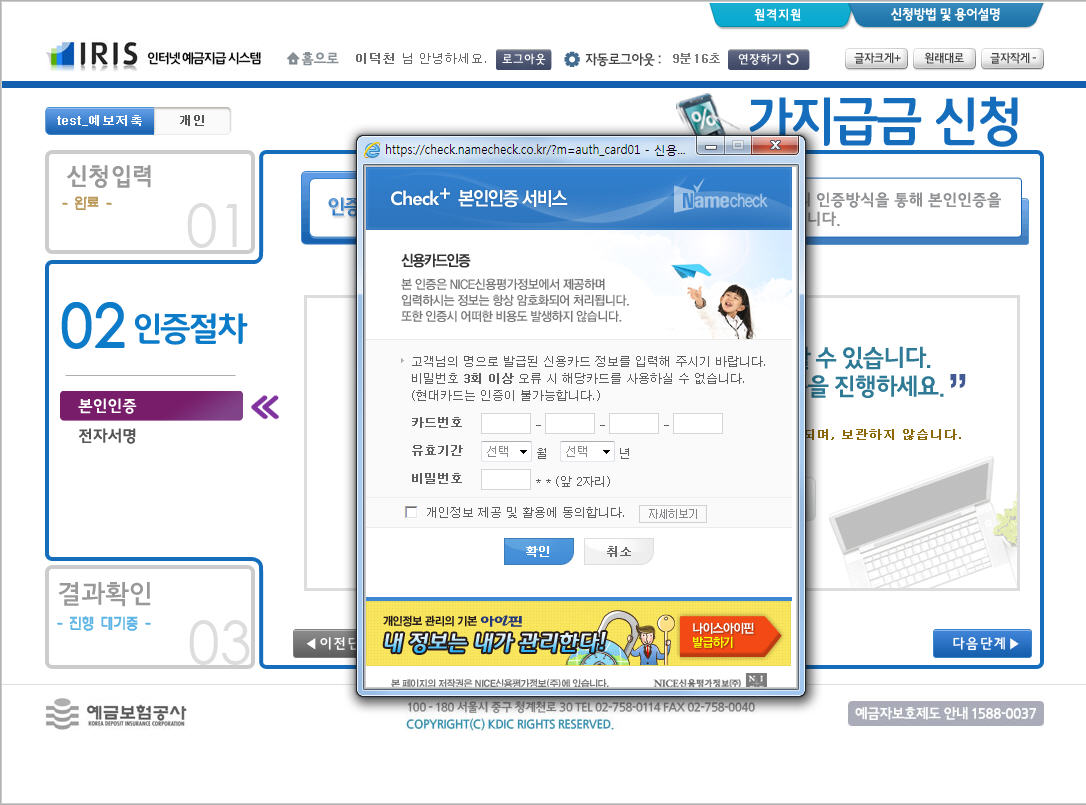 원격지원
신청방법 및 용어설명
IRIS 인터넷 예금지급 시스템
홈으로
이덕천 님 안녕하세요.
로그아웃
자동로그아웃 : 9분 16초
연장하기
글자크게+
원래대로
글자작게-
test_예보저축
개인
가지급금 신청
신청입력
- 완료 -
01
02 인증절차
본인인증
전자서명
결과확인
- 진행 대기중 -
03
인증방식을 통해 본인인증을
니다.
수 있습니다.
을 진행하세요.”
되며, 보관하지 않습니다.
https://check.namecheck.co.kr/?m=auth_card01 - 신용...
Check+ 본인인증 서비스
Namecheck
신용카드인증
본 인증은 NICE신용평가정보에서 제공하며
입력하시는 정보는 항상 암호화되어 처리됩니다.
또한 인증시 어떠한 비용도 발생하지 않습니다.
고객님의 명으로 발급된 신용카드 정보를 입력해 주시기 바랍니다.
비밀번호 3회 이상 오류 시 해당카드를 사용하실 수 없습니다.
(현대카드는 인증이 불가능합니다.)
카드번호 - - -
유효기간 선택 월 선택 년
비밀번호 * * (앞 2자리)
개인정보 제공 및 활용에 동의합니다. 자세히보기
확인
취소
개인정보 관리의 기본 아이핀
내 정보는 내가 관리한다!
나이스아이핀
발급하기
본 페이지의 저작권은 NICE신용평가정보(주)에 있습니다.
NICE신용평가정보(주)
◀이전단
다음단계▶
예금보험공사
KOREA DEPOSIT INSURANCE CORPORATION
100 - 180 서울시 중구 청계천로 30 TEL 02-758-0114 FAX 02-758-0040
COPYRIGHT(C) KDIC RIGHTS RESERVED.
예금자보호제도 안내 1588-0037